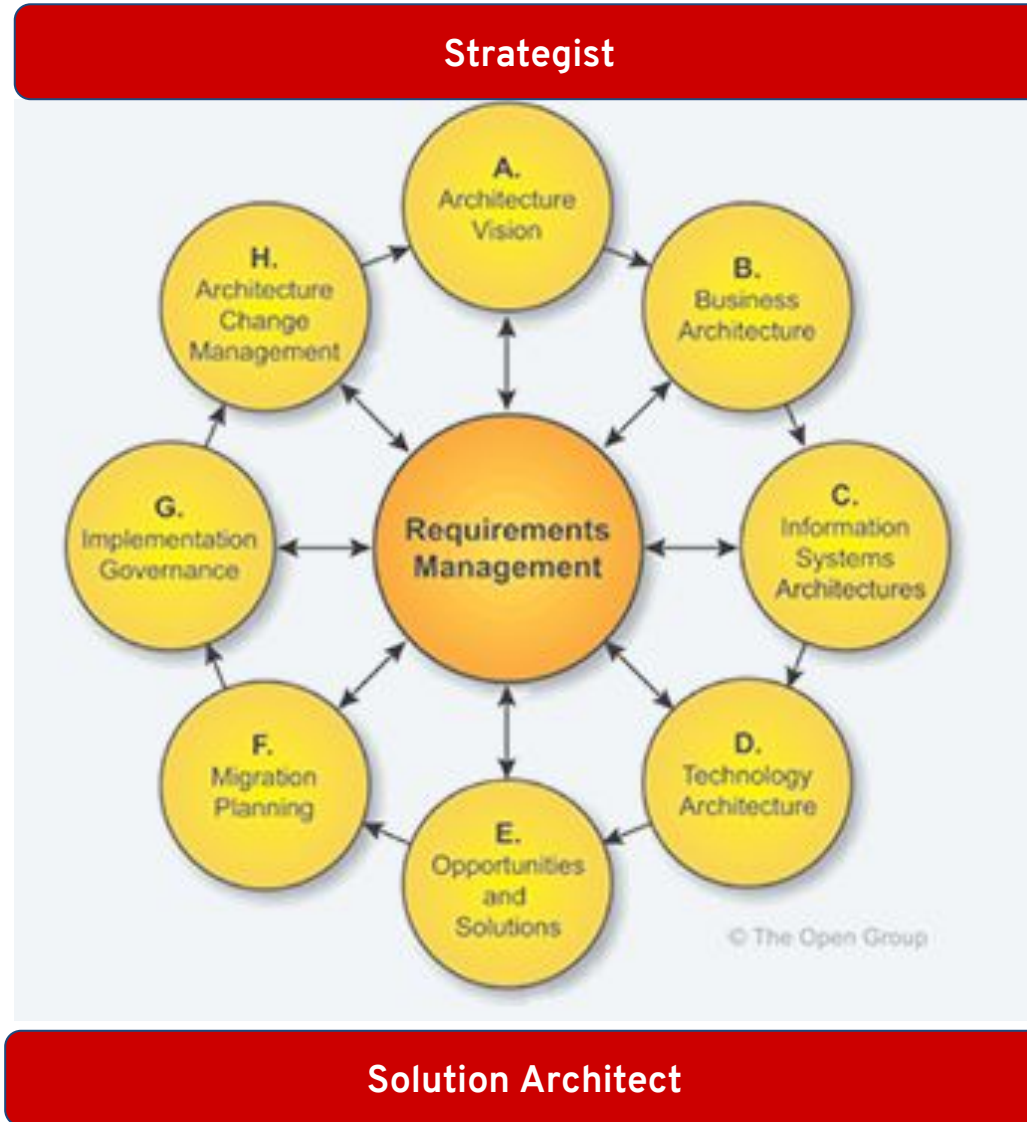 Strategist
A.
Architecture
Vision
B.
Business
Architecture
C.
Information
Systems
Architectures
D.
Technology
Architecture
E.
Opportunities
and
Solutions
F.
Migration
Planning
G.
Implementation
Governance
H.
Architecture
Change
Management
Requirements
Management
© The Open Group
Solution Architect